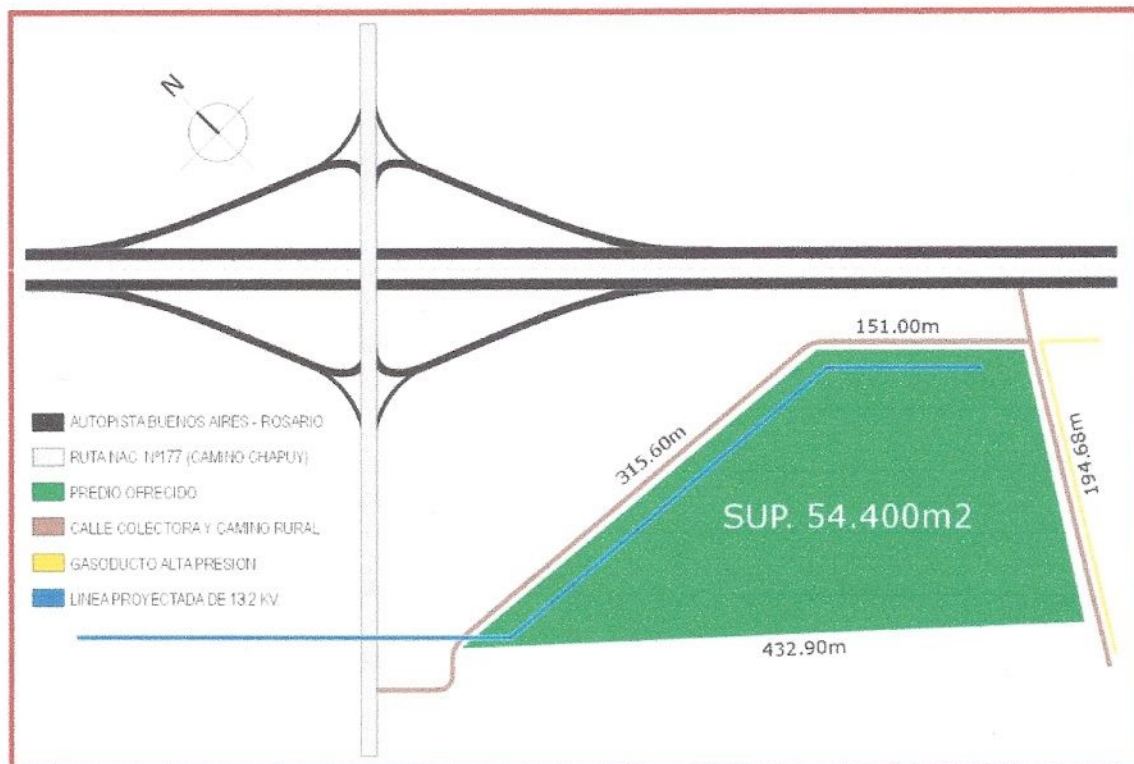 N
151.00m
315.60m
194.68m
AUTOPISTA BUENOS AIRES - ROSARIO
RUTA NAC. Nº177 (CAMINO CHAPUY)
PREDIO OFRECIDO
CALLE COLECTORA Y CAMINO RURAL
GASODUCTO ALTA PRESION
LINEA PROYECTADA DE 13.2 KV.
SUP. 54.400m2
432.90m